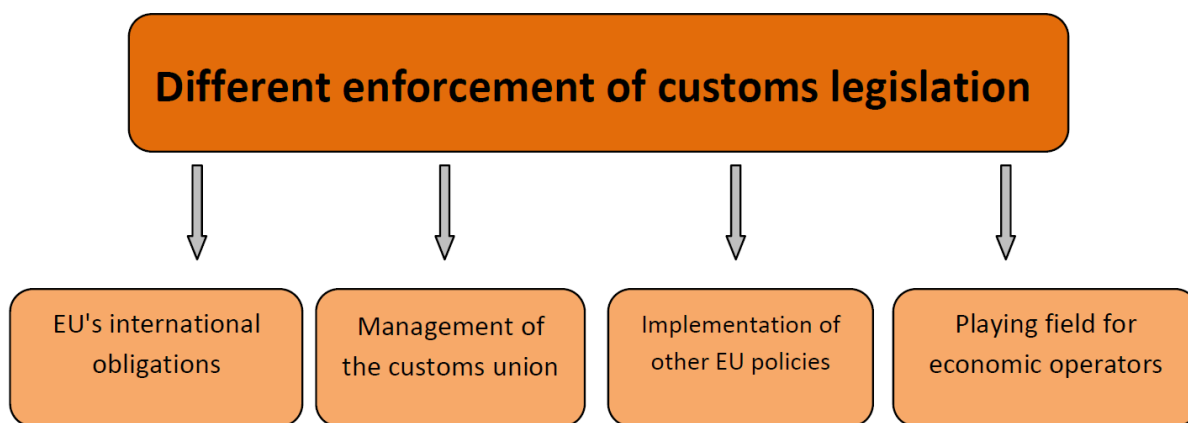 Different enforcement of customs legislation
EU's international
obligations
Management of
the customs union
Implementation of
other EU policies
Playing field for
economic operators